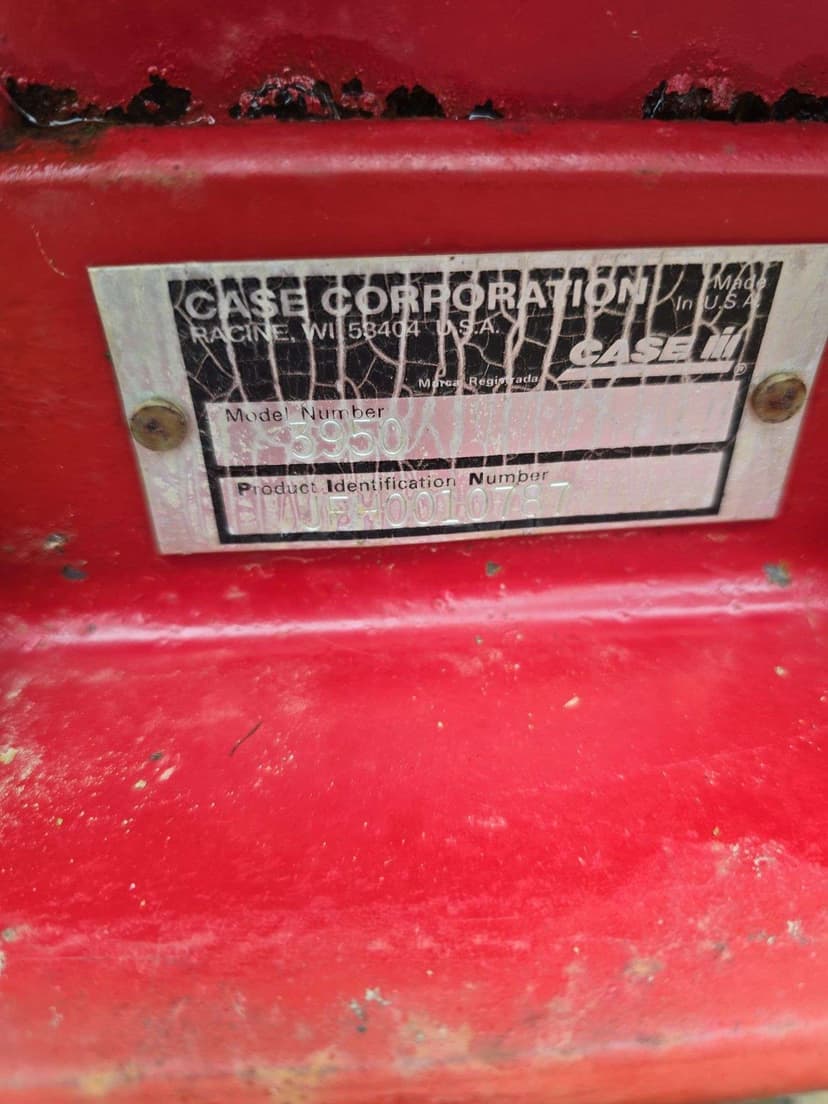 CASE CORPORATION
RACINE, WI 53404 U.S.A.
Made
In U.S.A.
CASE IH
Marca Registrada ®
Model Number
3950
Product Identification Number
JFH0010787